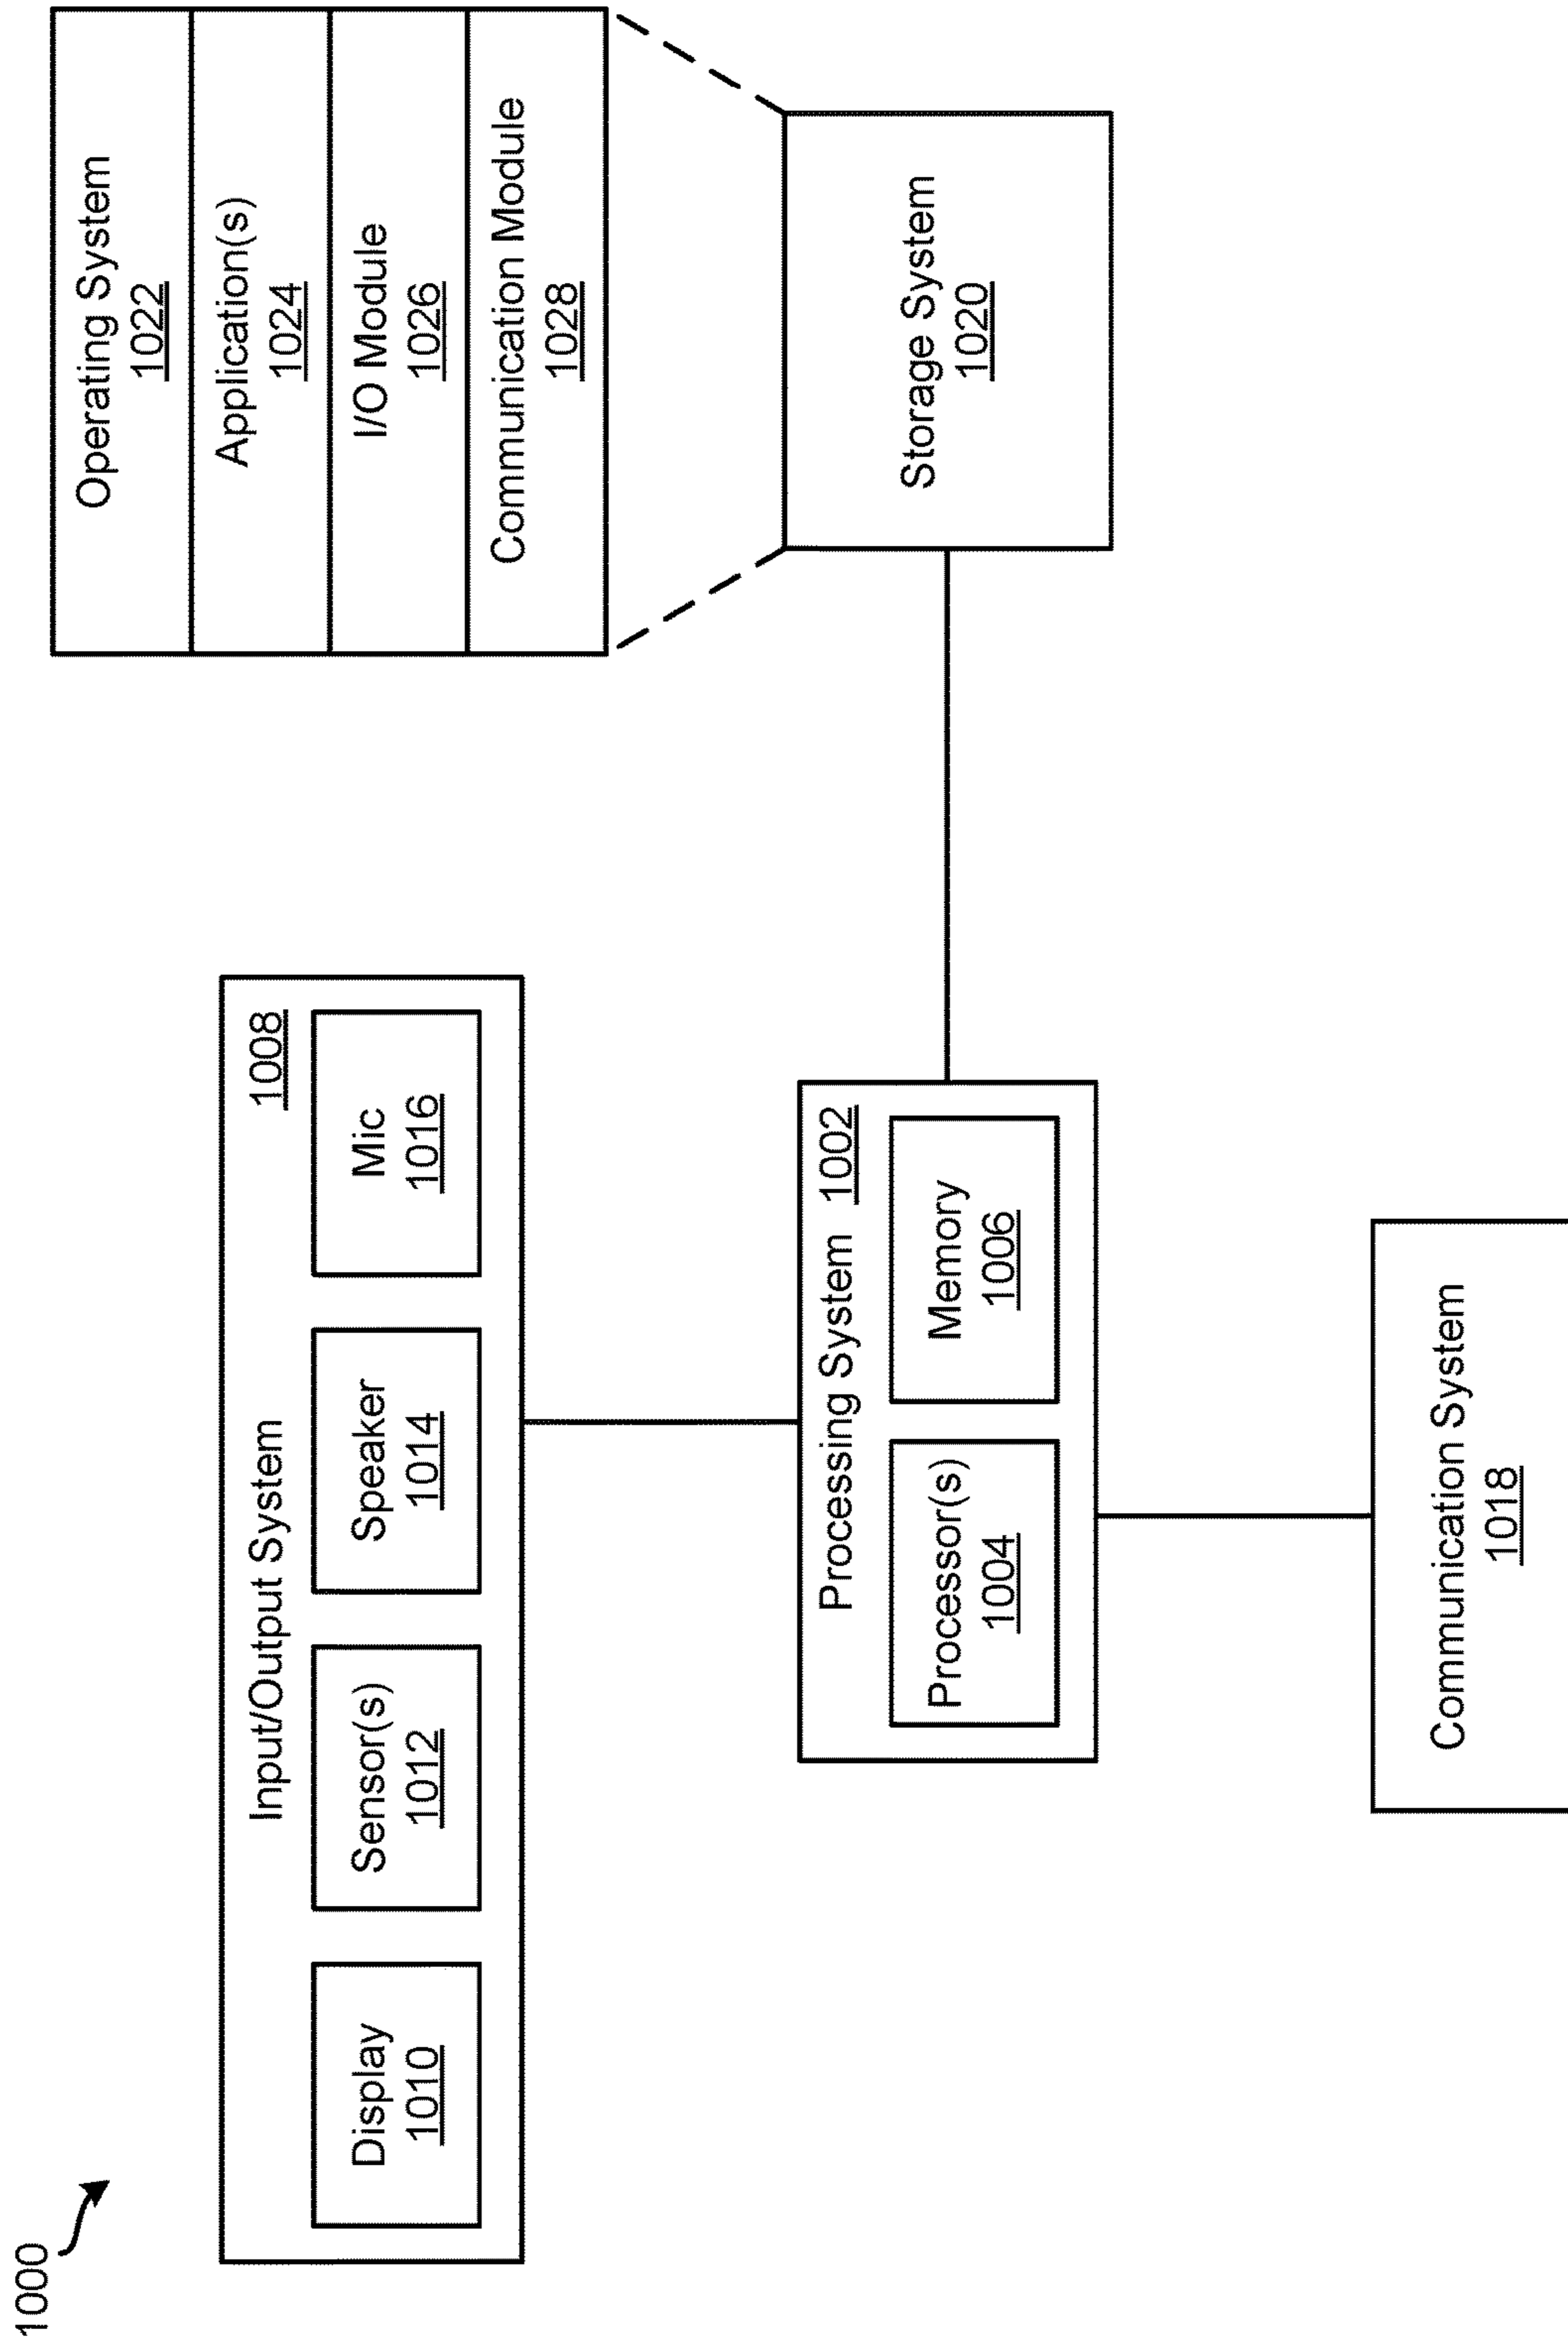 1000
Input/Output System
1008
Display
1010
Sensor(s)
1012
Speaker
1014
Mic
1016
Processing System
1002
Processor(s)
1004
Memory
1006
Communication System
1018
Operating System
1022
Application(s)
1024
I/O Module
1026
Communication Module
1028
Storage System
1020